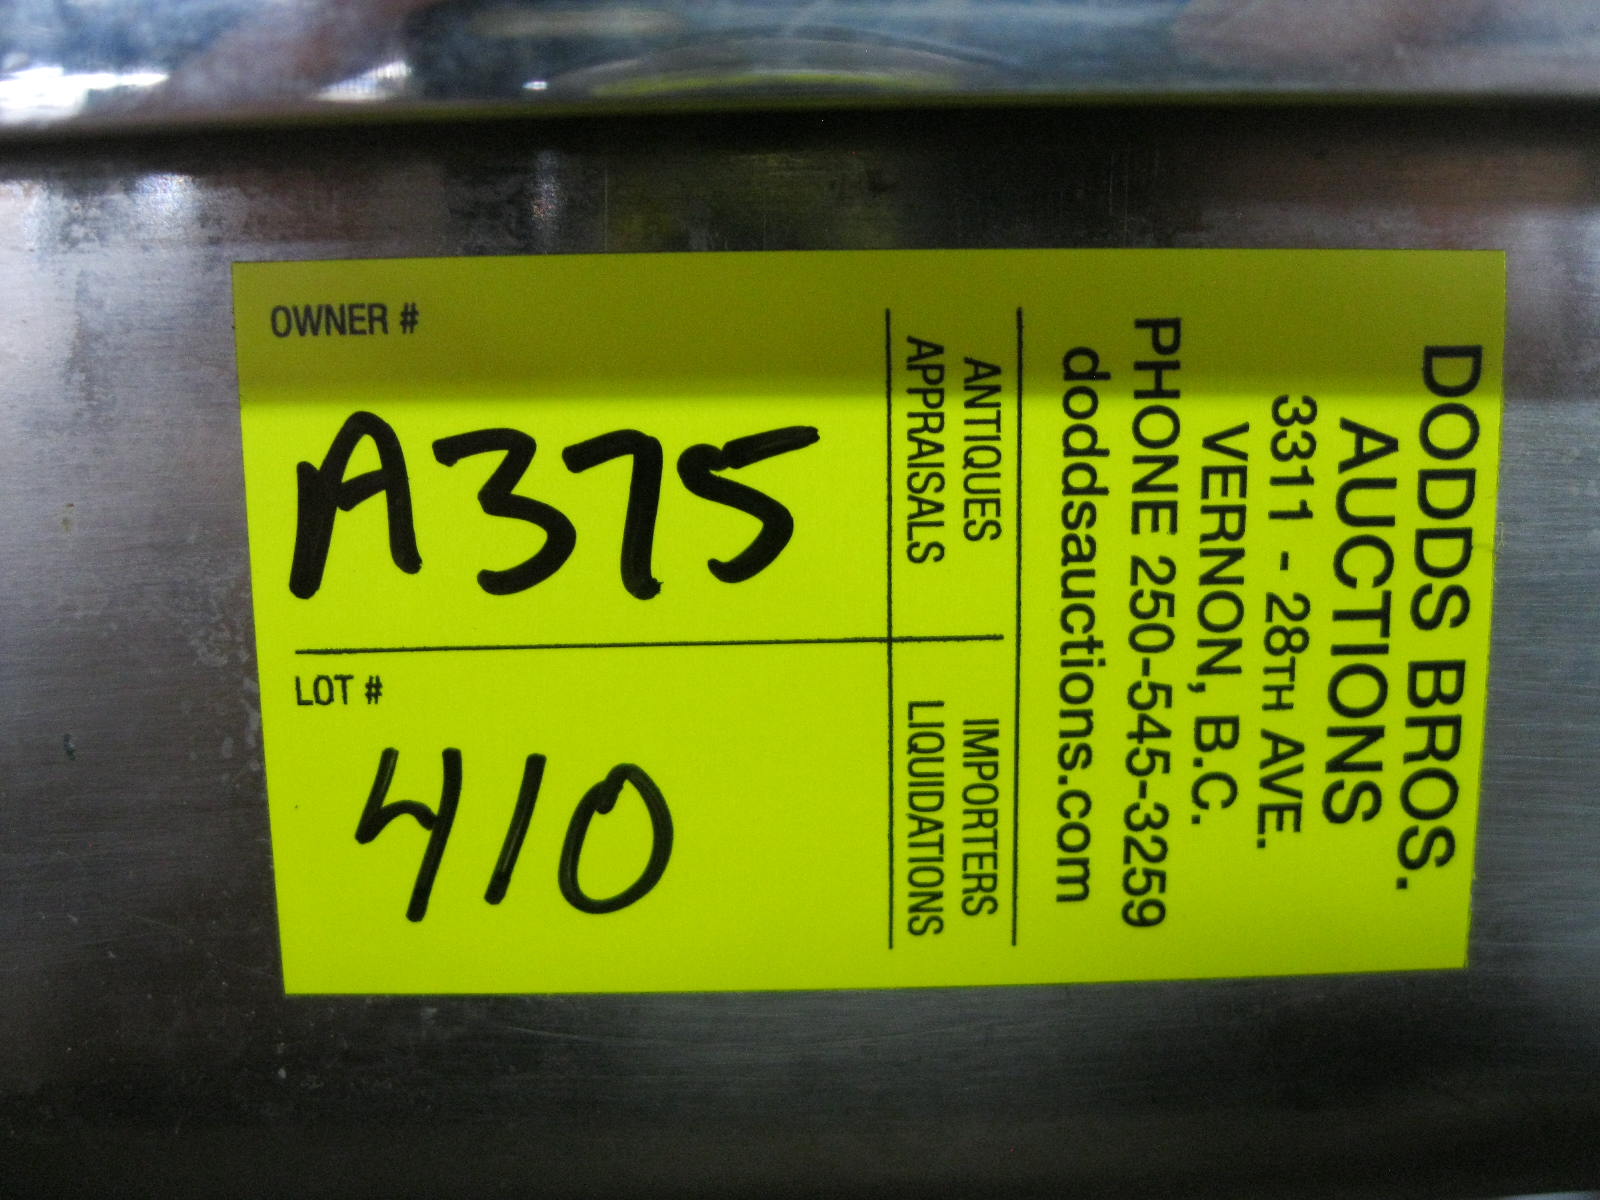 OWNER #
A375
LOT #
410
ANTIQUES
APPRAISALS
IMPORTERS
LIQUIDATIONS
DODDS BROS.
AUCTIONS
3311 - 28TH AVE.
VERNON, B.C.
PHONE 250-545-3259
doddsauctions.com